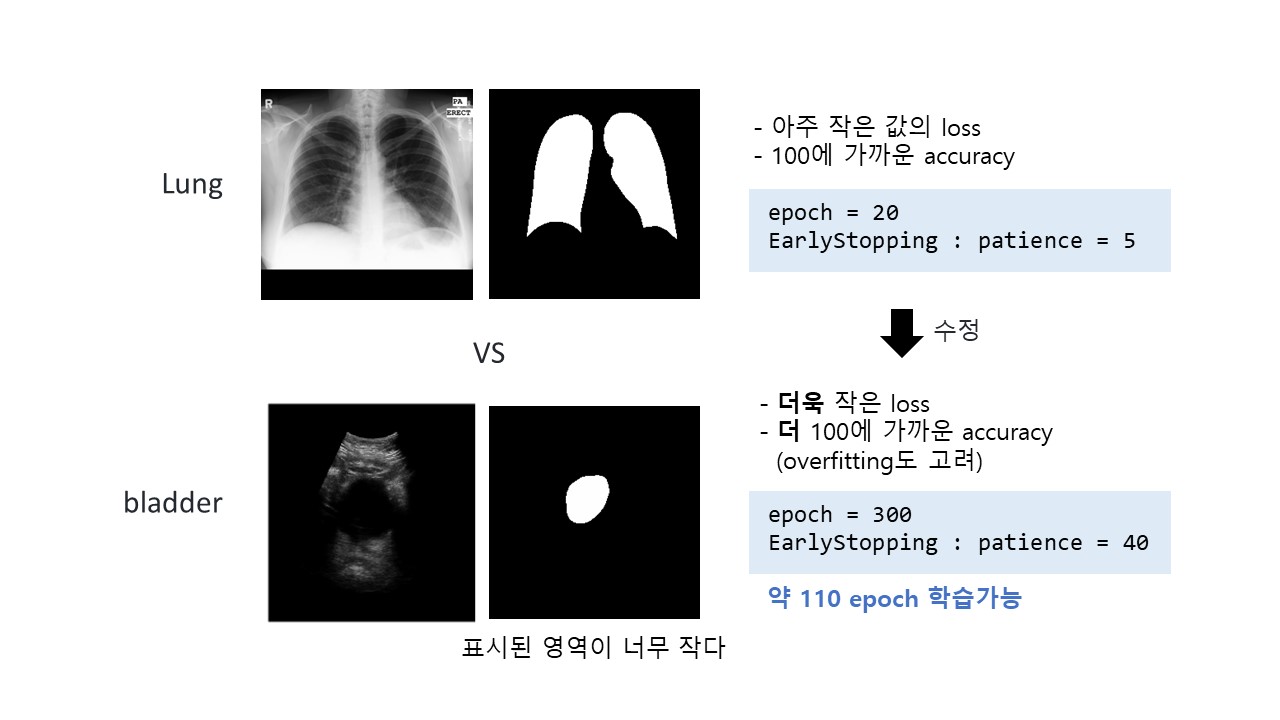 Lung
R
PA
ERECT
- 아주 작은 값의 loss
- 100에 가까운 accuracy
epoch = 20
EarlyStopping : patience = 5
수정
VS
bladder
- 더욱 작은 loss
- 더 100에 가까운 accuracy
(overfitting도 고려)
epoch = 300
EarlyStopping : patience = 40
약 110 epoch 학습가능
표시된 영역이 너무 작다